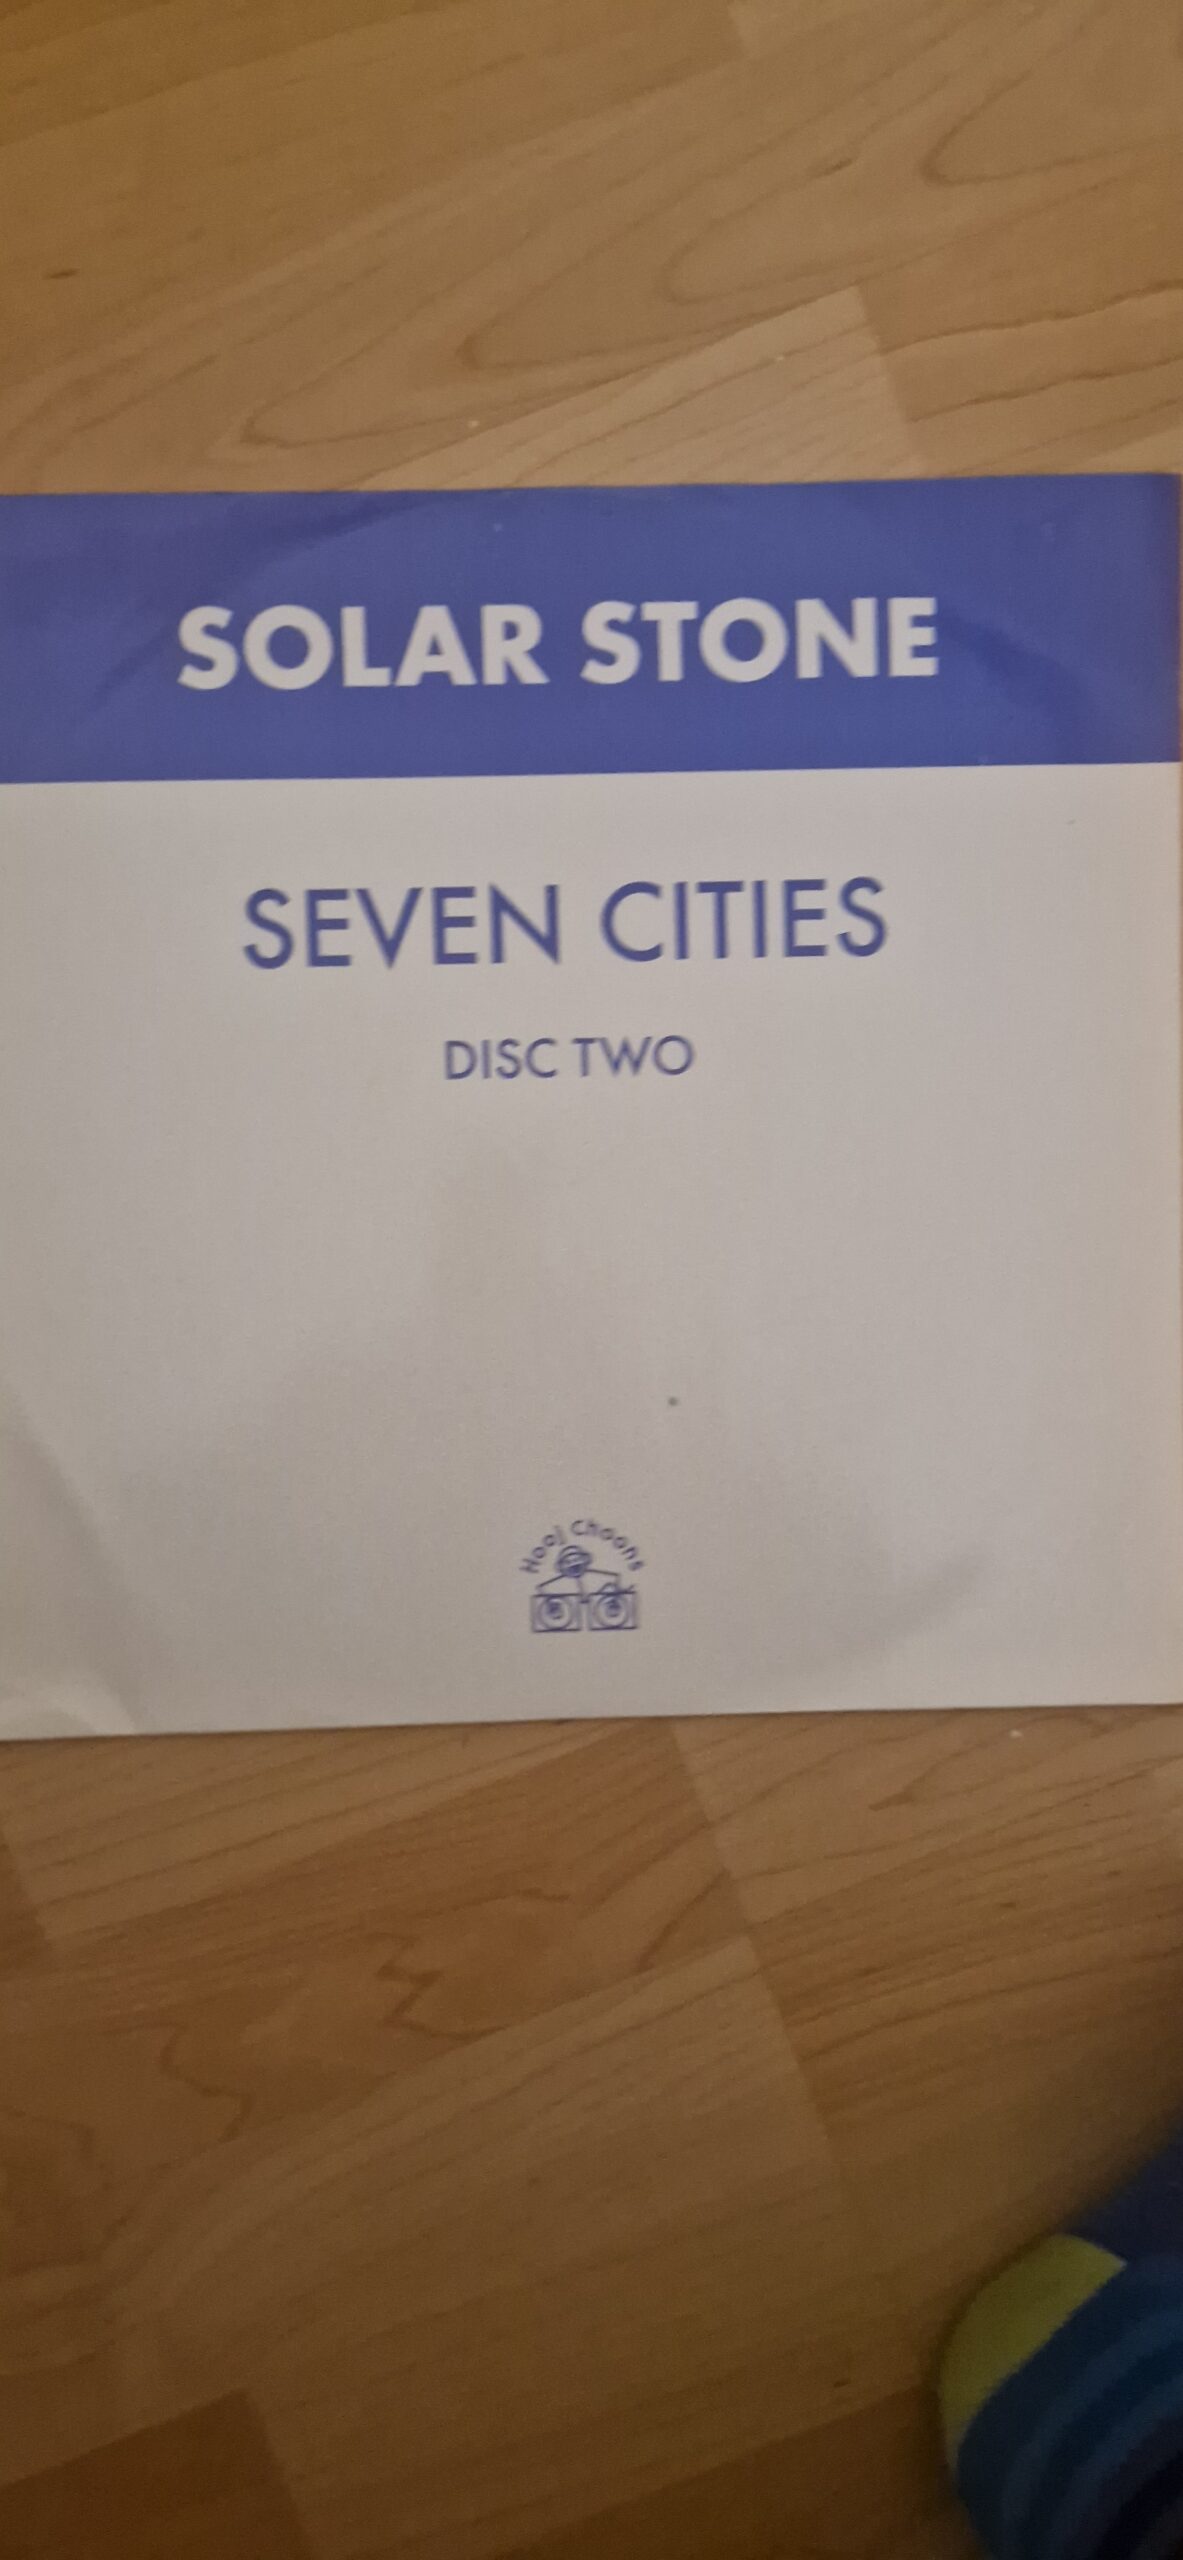 SOLAR STONE
SEVEN CITIES
DISC TWO
Hooj Choons